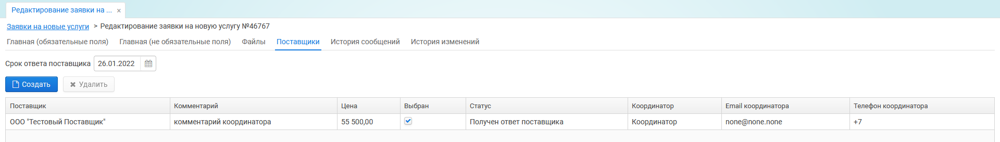 Редактирование заявки на ... ×
Заявки на новые услуги > Редактирование заявки на новую услугу №46767
Главная (обязательные поля) Главная (не обязательные поля) Файлы Поставщики История сообщений История изменений
Срок ответа поставщика 26.01.2022
Создать Удалить
Поставщик Комментарий Цена Выбран Статус Координатор Email координатора Телефон координатора
ООО "Тестовый Поставщик" комментарий координатора 55 500,00 Получен ответ поставщика Координатор none@none.none +7